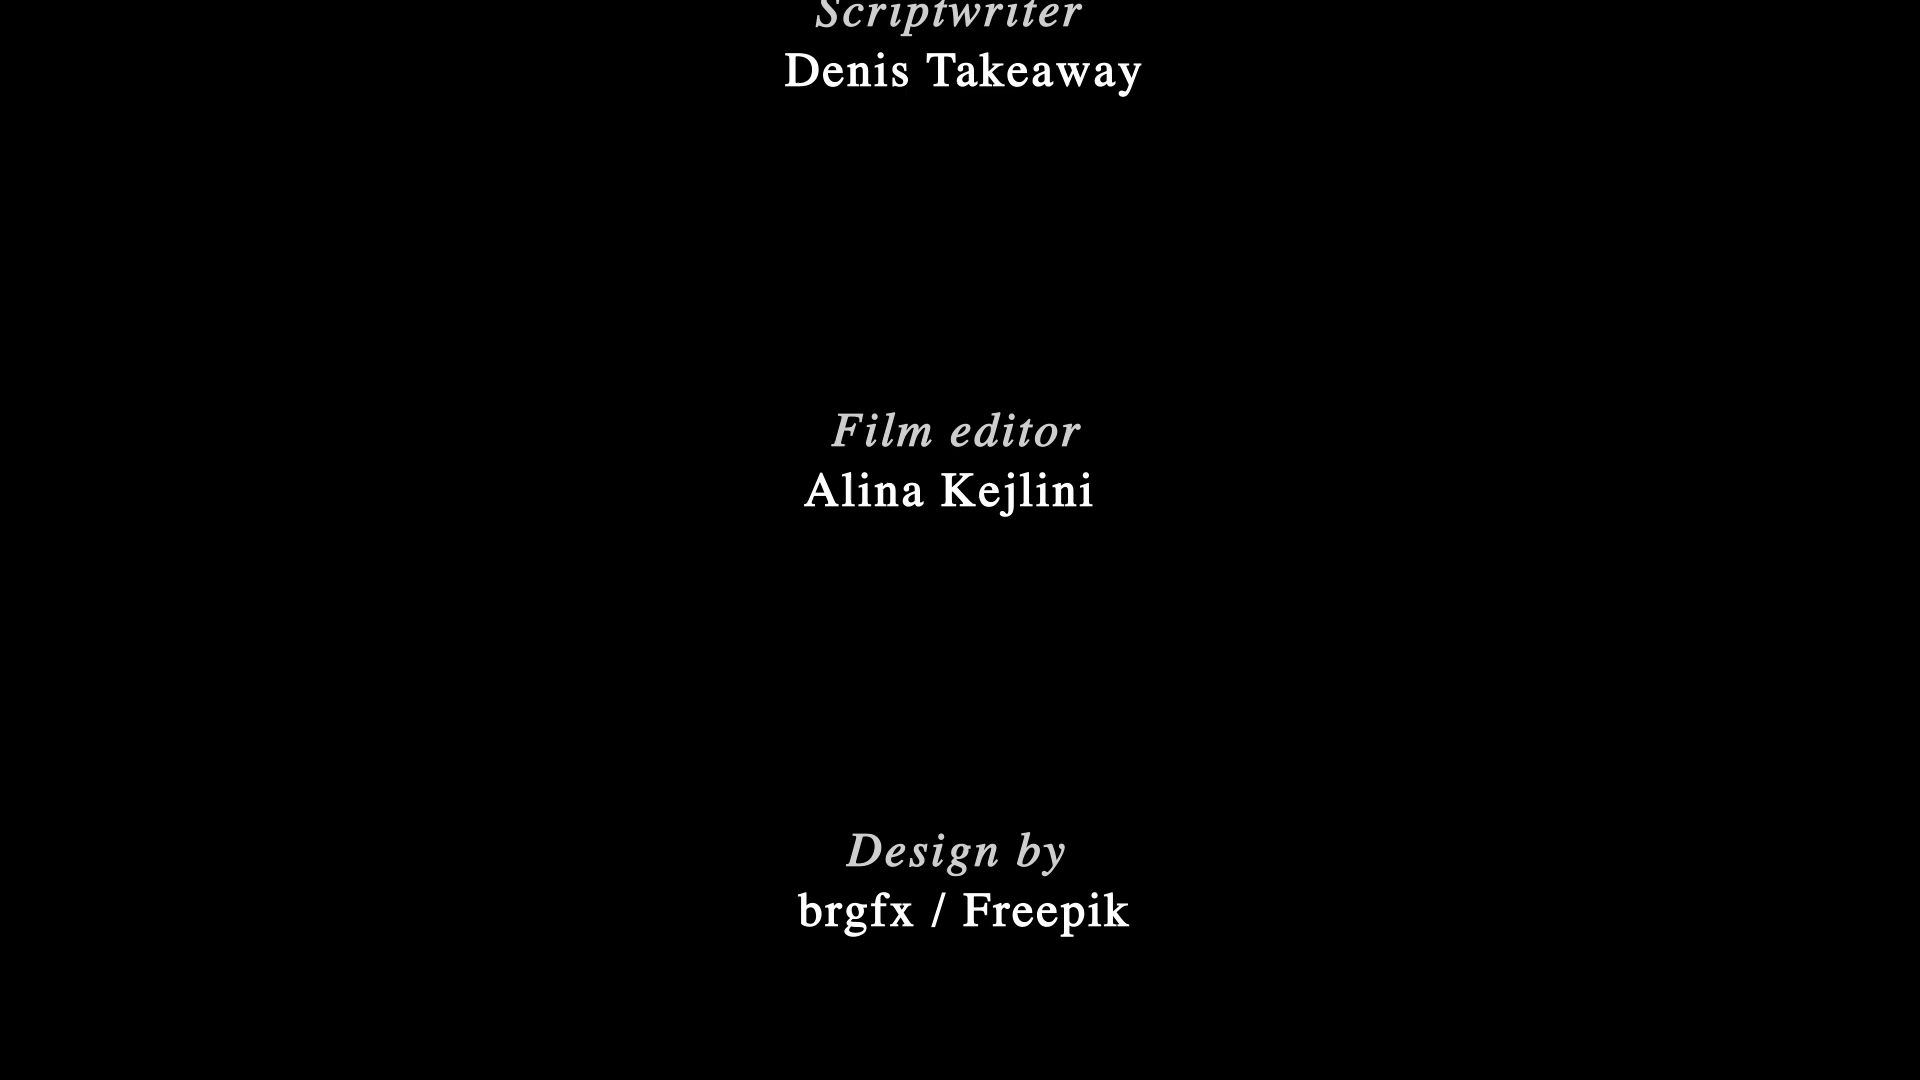 Scriptwriter
Denis Takeaway
Film editor
Alina Kejlini
Design by
brgfx / Freepik